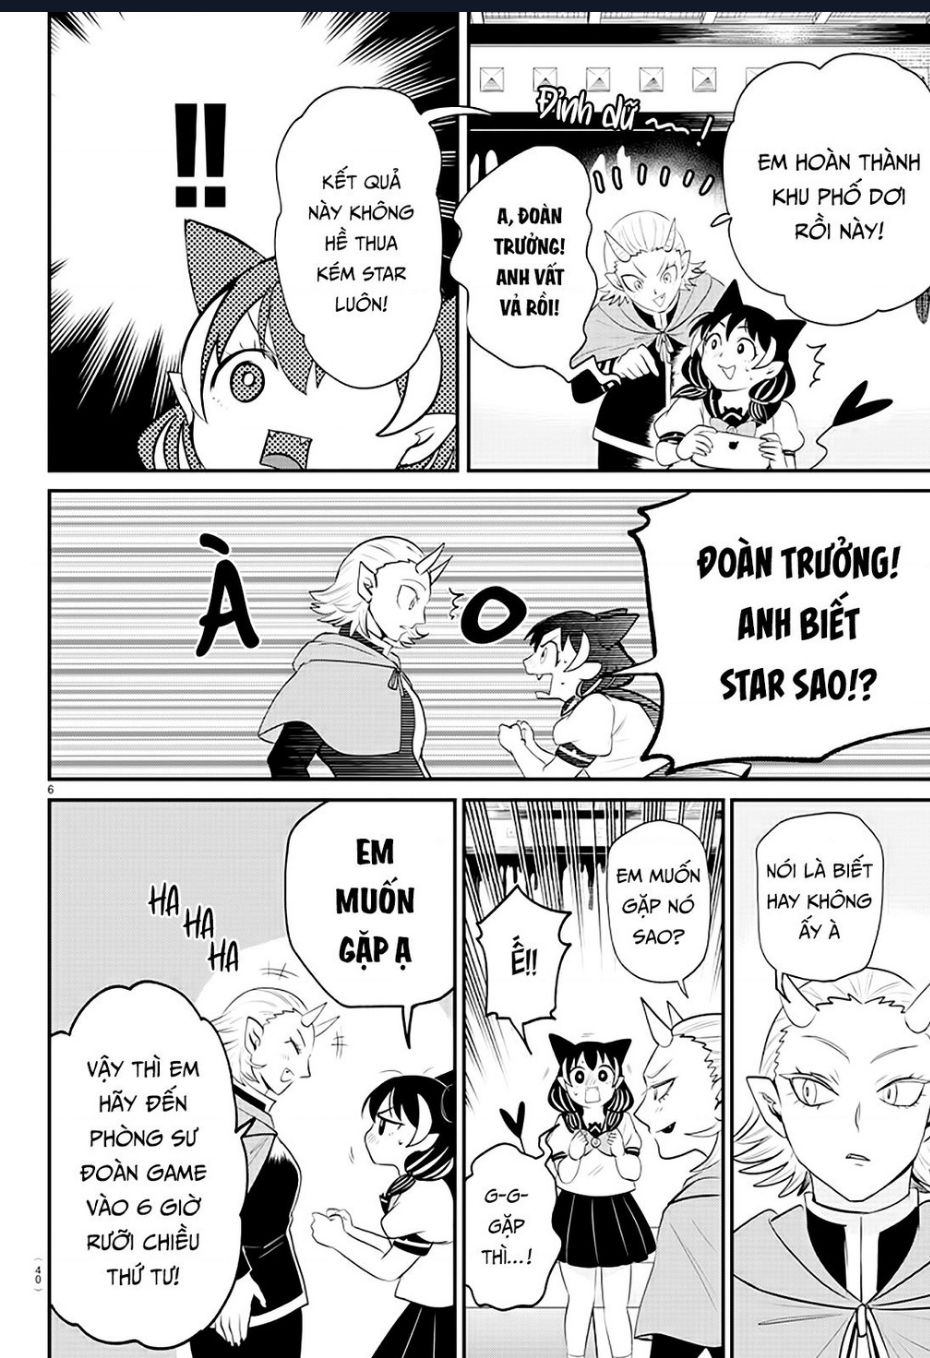 EM HOÀN THÀNH
KHU PHỐ DƠI
RỒI NÀY!
Đỉnh dữ ~~!
A, ĐOÀN
TRƯỞNG!
ANH VẤT
VẢ RỒI!
KẾT QUẢ
NÀY KHÔNG
HỀ THUA
KÉM STAR
LUÔN!
!!
ĐOÀN TRƯỞNG!
ANH BIẾT
STAR SAO!?
À
O
6
NÓI LÀ BIẾT
HAY KHÔNG
ẤY À
EM MUỐN
GẶP NÓ
SAO?
Ế!!
G-G-
GẶP
THÌ...!
EM
MUỐN
GẶP Ạ
HA
HA
HA
VẬY THÌ EM
HÃY ĐẾN
PHÒNG SƯ
ĐOÀN GAME
VÀO 6 GIỜ
RƯỠI CHIỀU
THỨ TƯ!
(40)